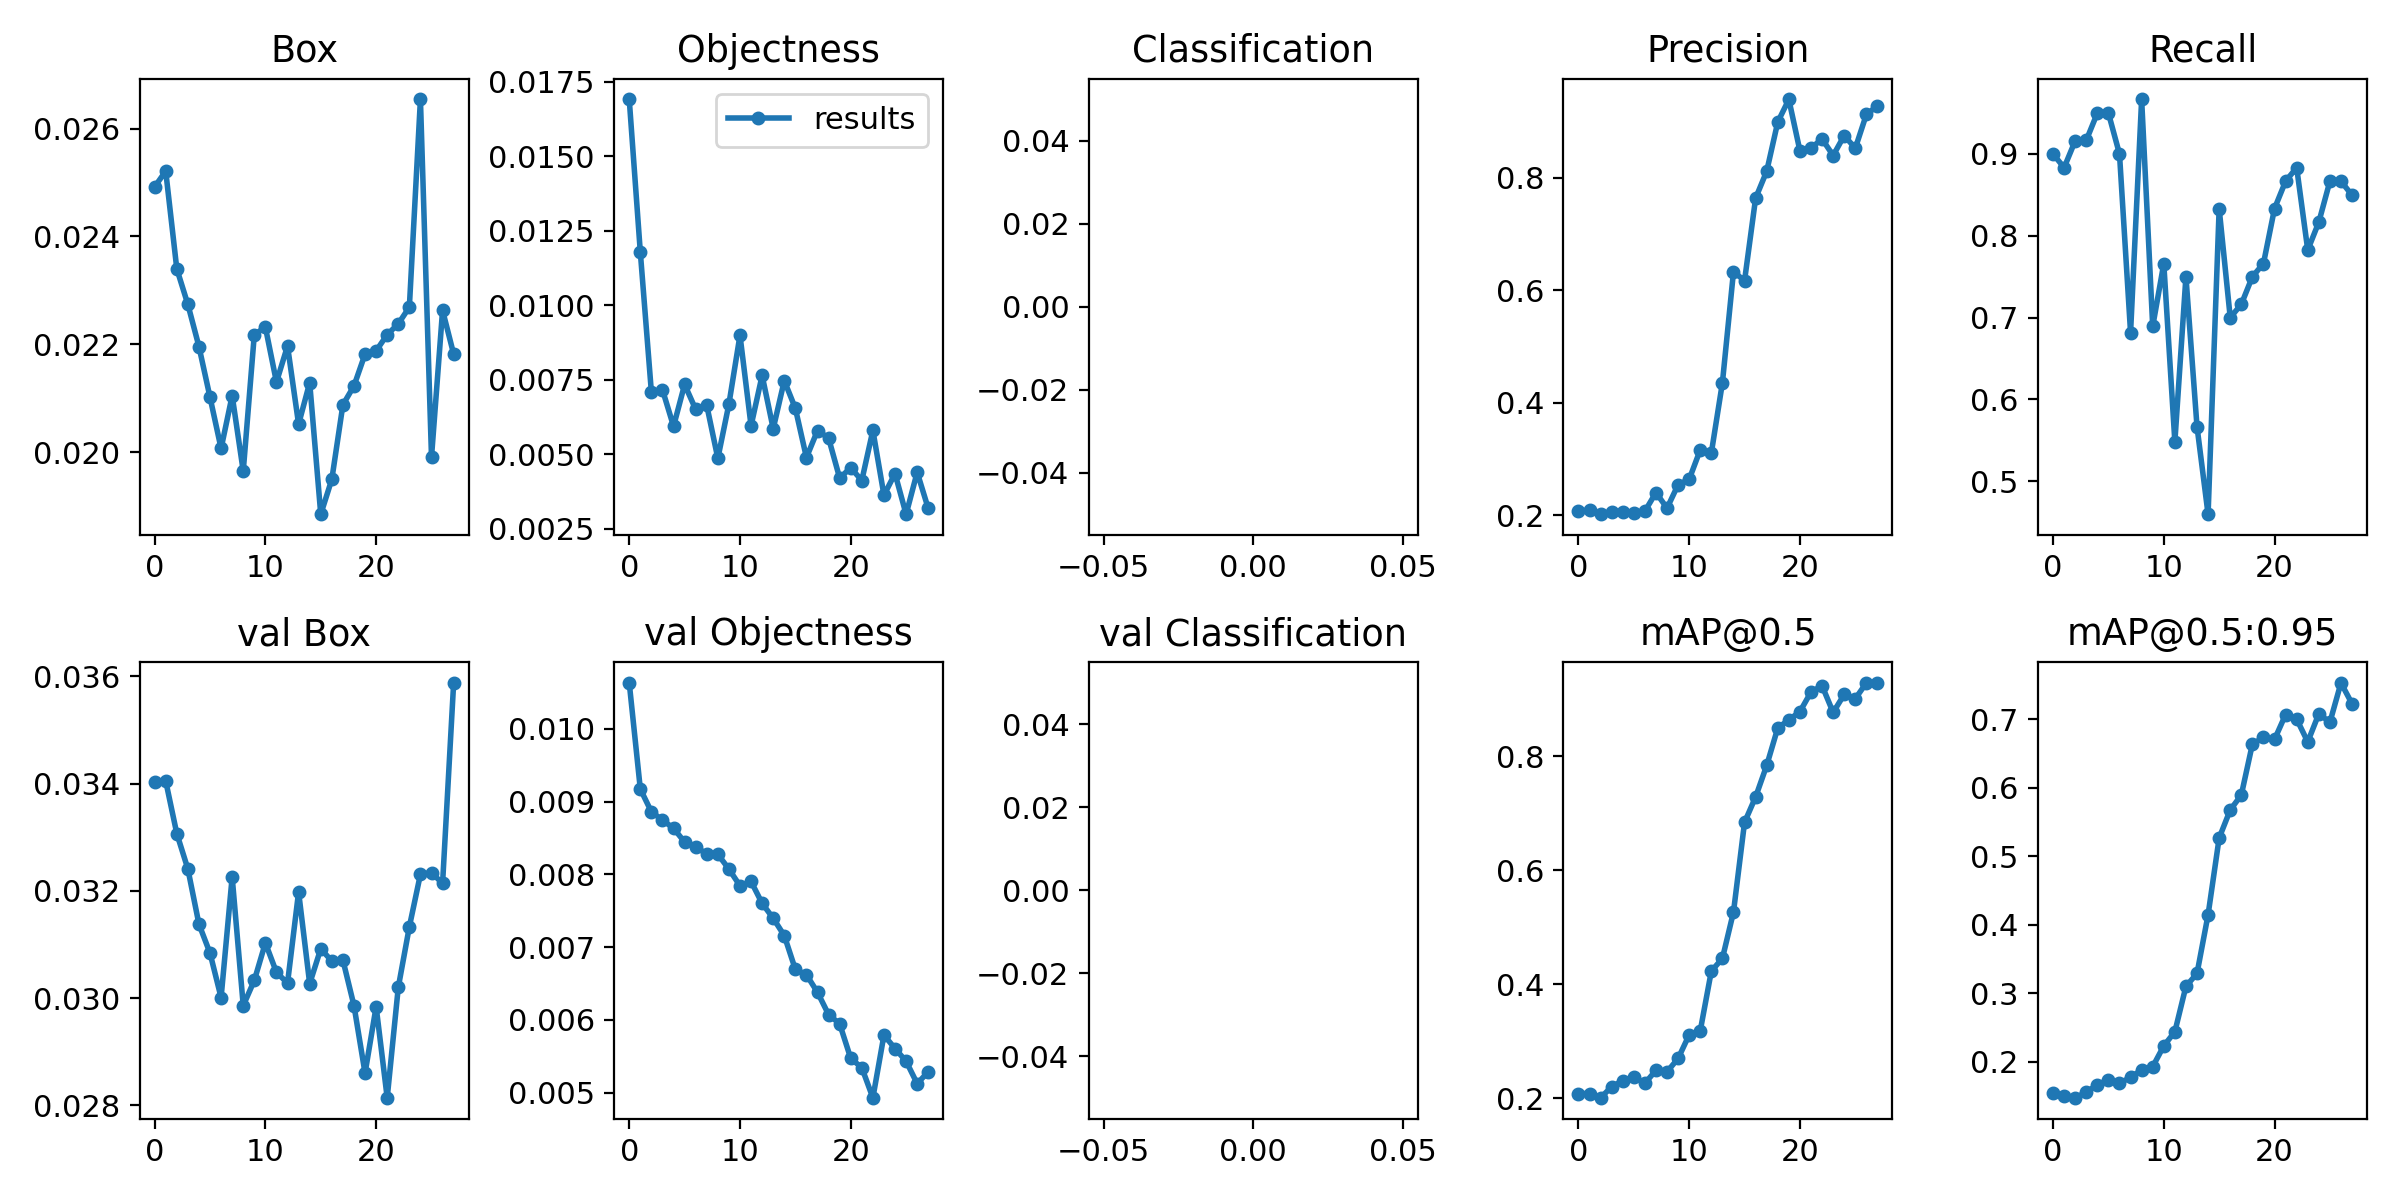 Box
Objectness
Classification
Precision
Recall
0.026
0.024
0.022
0.020
0 10 20
0.0175
0.0150
0.0125
0.0100
0.0075
0.0050
0.0025
results
0 10 20
0.04
0.02
0.00
−0.02
−0.04
−0.05 0.00 0.05
0.8
0.6
0.4
0.2
0 10 20
0.9
0.8
0.7
0.6
0.5
0 10 20
val Box
val Objectness
val Classification
mAP@0.5
mAP@0.5:0.95
0.036
0.034
0.032
0.030
0.028
0 10 20
0.010
0.009
0.008
0.007
0.006
0.005
0 10 20
0.04
0.02
0.00
−0.02
−0.04
−0.05 0.00 0.05
0.8
0.6
0.4
0.2
0 10 20
0.7
0.6
0.5
0.4
0.3
0.2
0 10 20